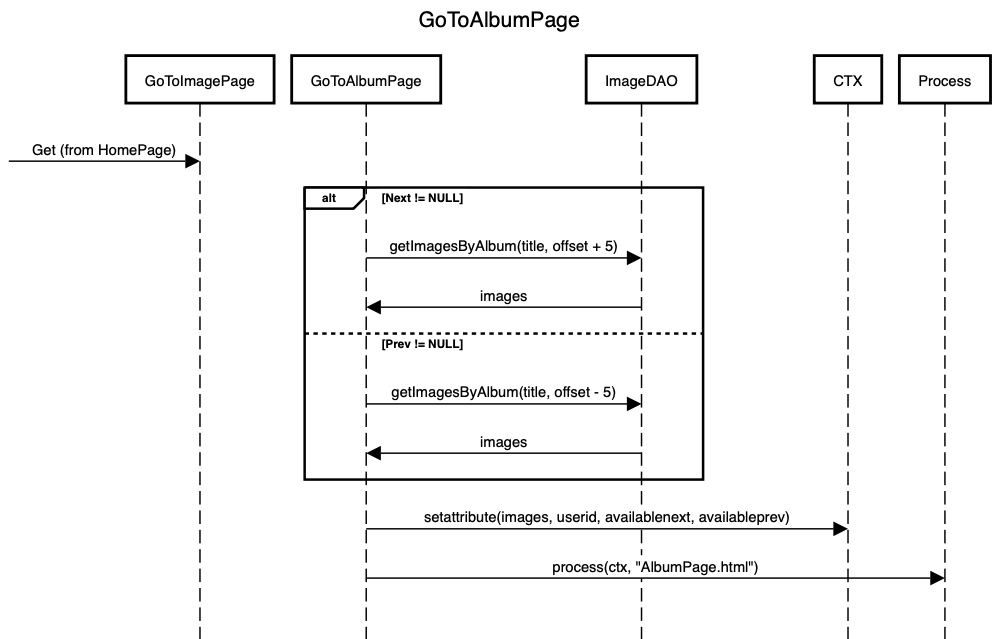 GoToAlbumPage
GoToImagePage
GoToAlbumPage
ImageDAO
CTX
Process
Get (from HomePage)
alt
[Next != NULL]
getImagesByAlbum(title, offset + 5)
images
[Prev != NULL]
getImagesByAlbum(title, offset - 5)
images
setattribute(images, userid, availablenext, availableprev)
process(ctx, "AlbumPage.html")